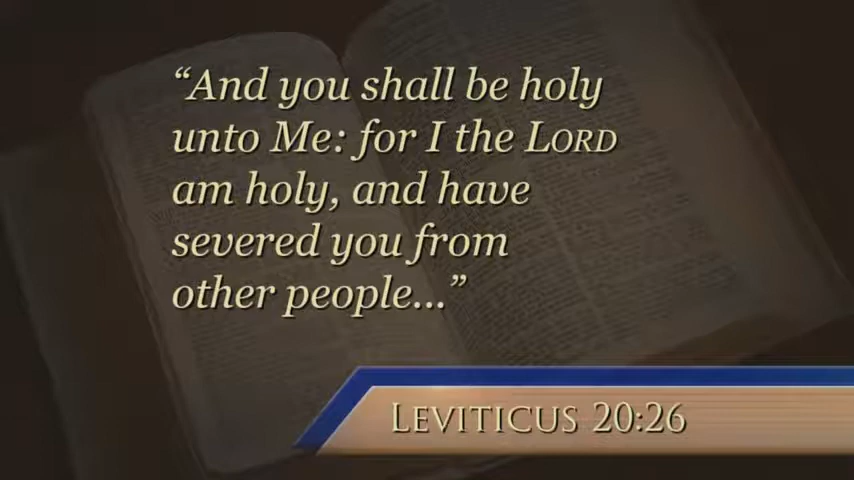 “And you shall be holy
unto Me: for I the LORD
am holy, and have
severed you from
other people...”
LEVITICUS 20:26